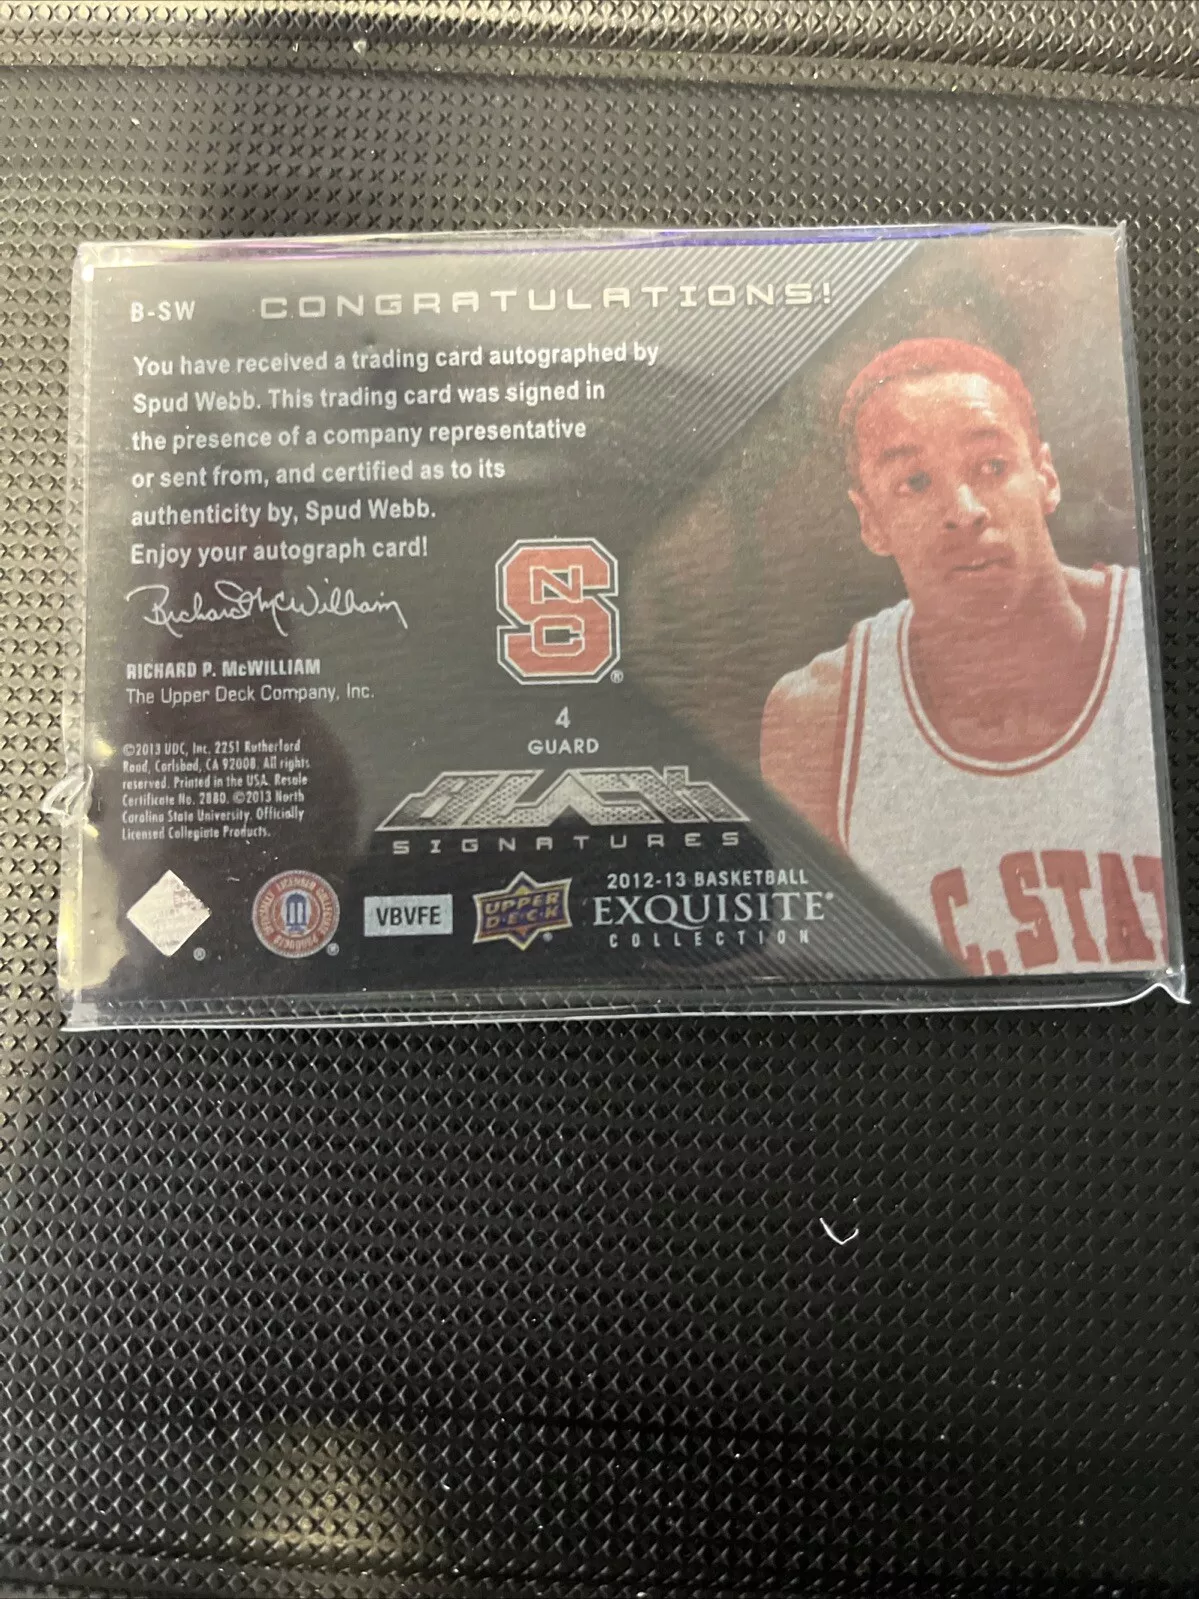 B-SW
CONGRATULATIONS!
You have received a trading card autographed by
Spud Webb. This trading card was signed in
the presence of a company representative
or sent from, and certified as to its
authenticity by, Spud Webb.
Enjoy your autograph card!
Richard McWilliam
RICHARD P. McWILLIAM
The Upper Deck Company, Inc.
©2013 UDC, Inc. 2251 Rutherford
Road, Carlsbad, CA 92008. All rights
reserved. Printed in the USA. Resale
Certificate No. 2880. ©2013 North
Carolina State University. Officially
Licensed Collegiate Products.
NSC
®
4
GUARD
BLACK
SIGNATURES
®
®
VBVFE
UPPER
DECK
®
2012-13 BASKETBALL
EXQUISITE®
COLLECTION
C. STAT